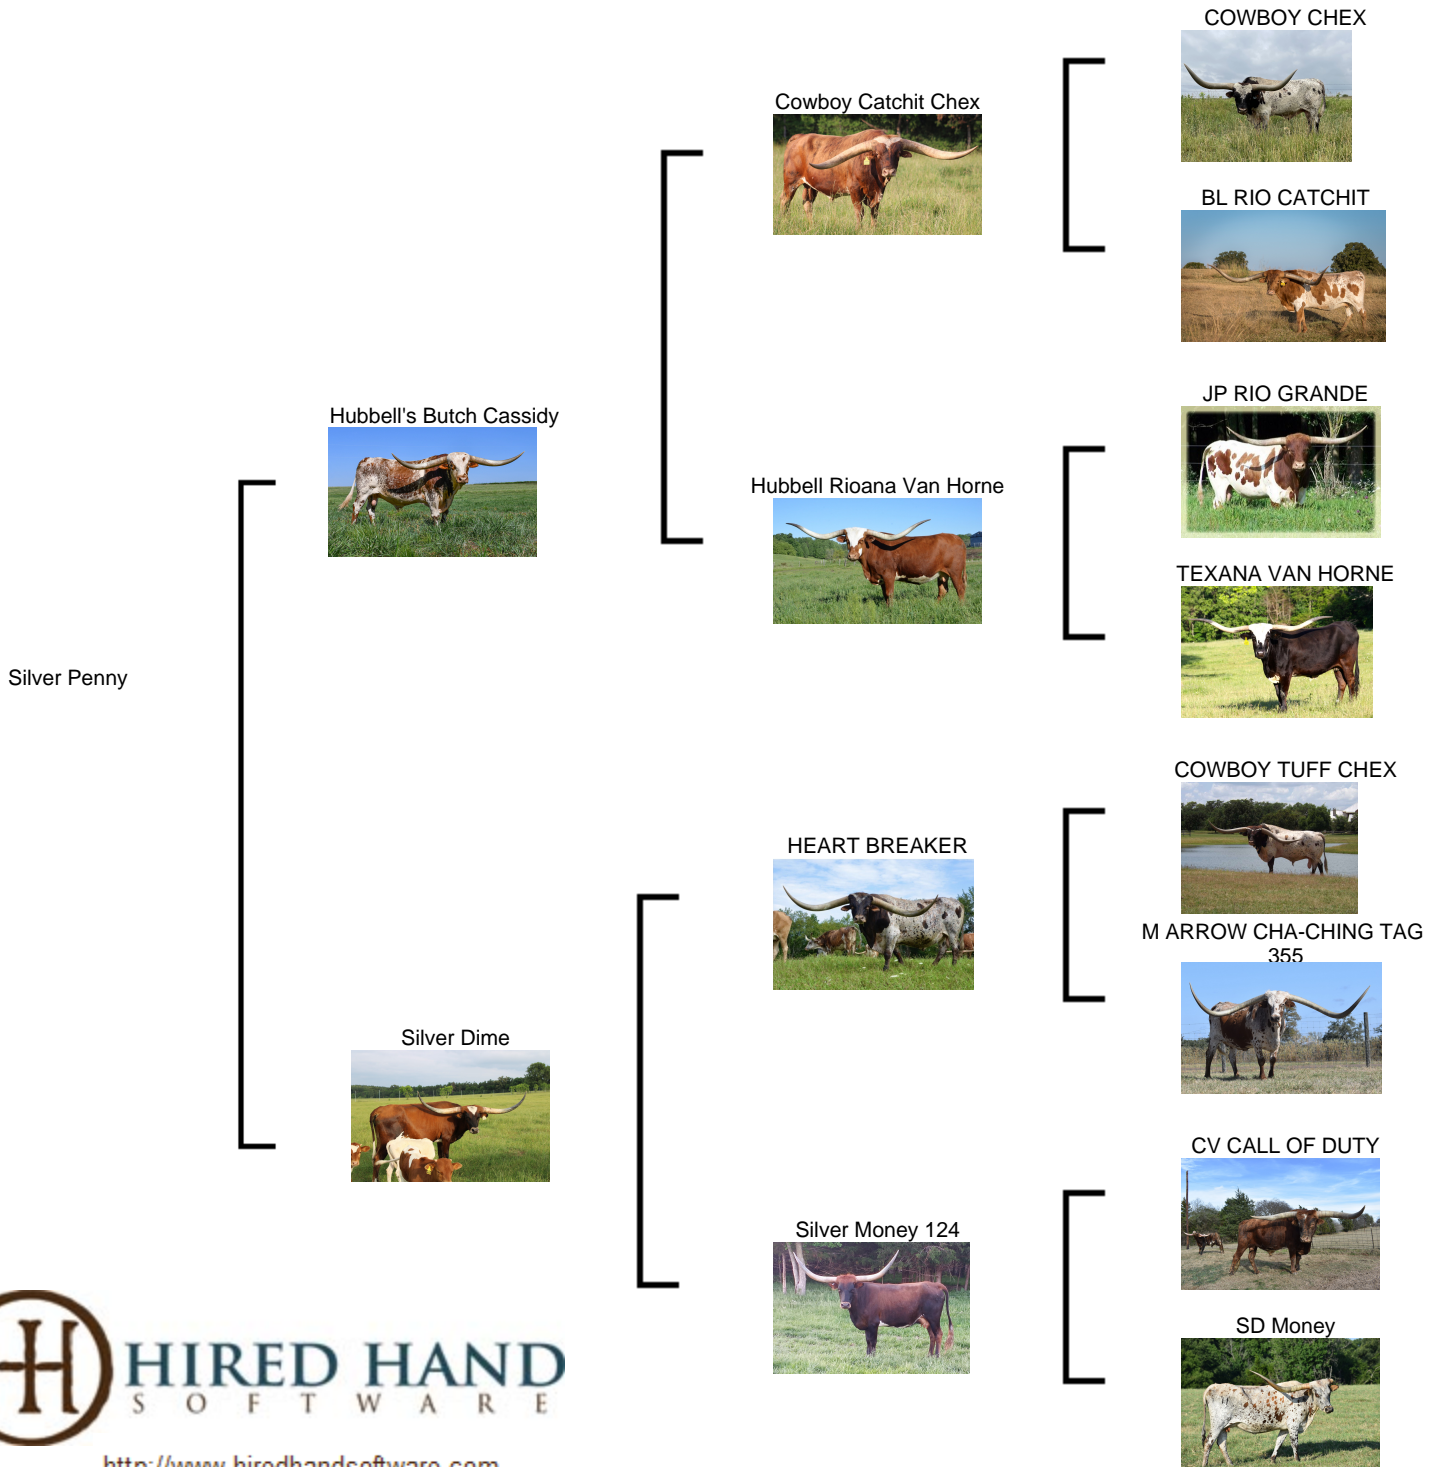 COWBOY CHEX
Cowboy Catchit Chex
BL RIO CATCHIT
Hubbell's Butch Cassidy
JP RIO GRANDE
Hubbell Rioana Van Horne
TEXANA VAN HORNE
Silver Penny
COWBOY TUFF CHEX
HEART BREAKER
M ARROW CHA-CHING TAG
355
Silver Dime
CV CALL OF DUTY
Silver Money 124
SD Money
H HIRED HAND
SOFTWARE
http://www.hiredhandsoftware.com